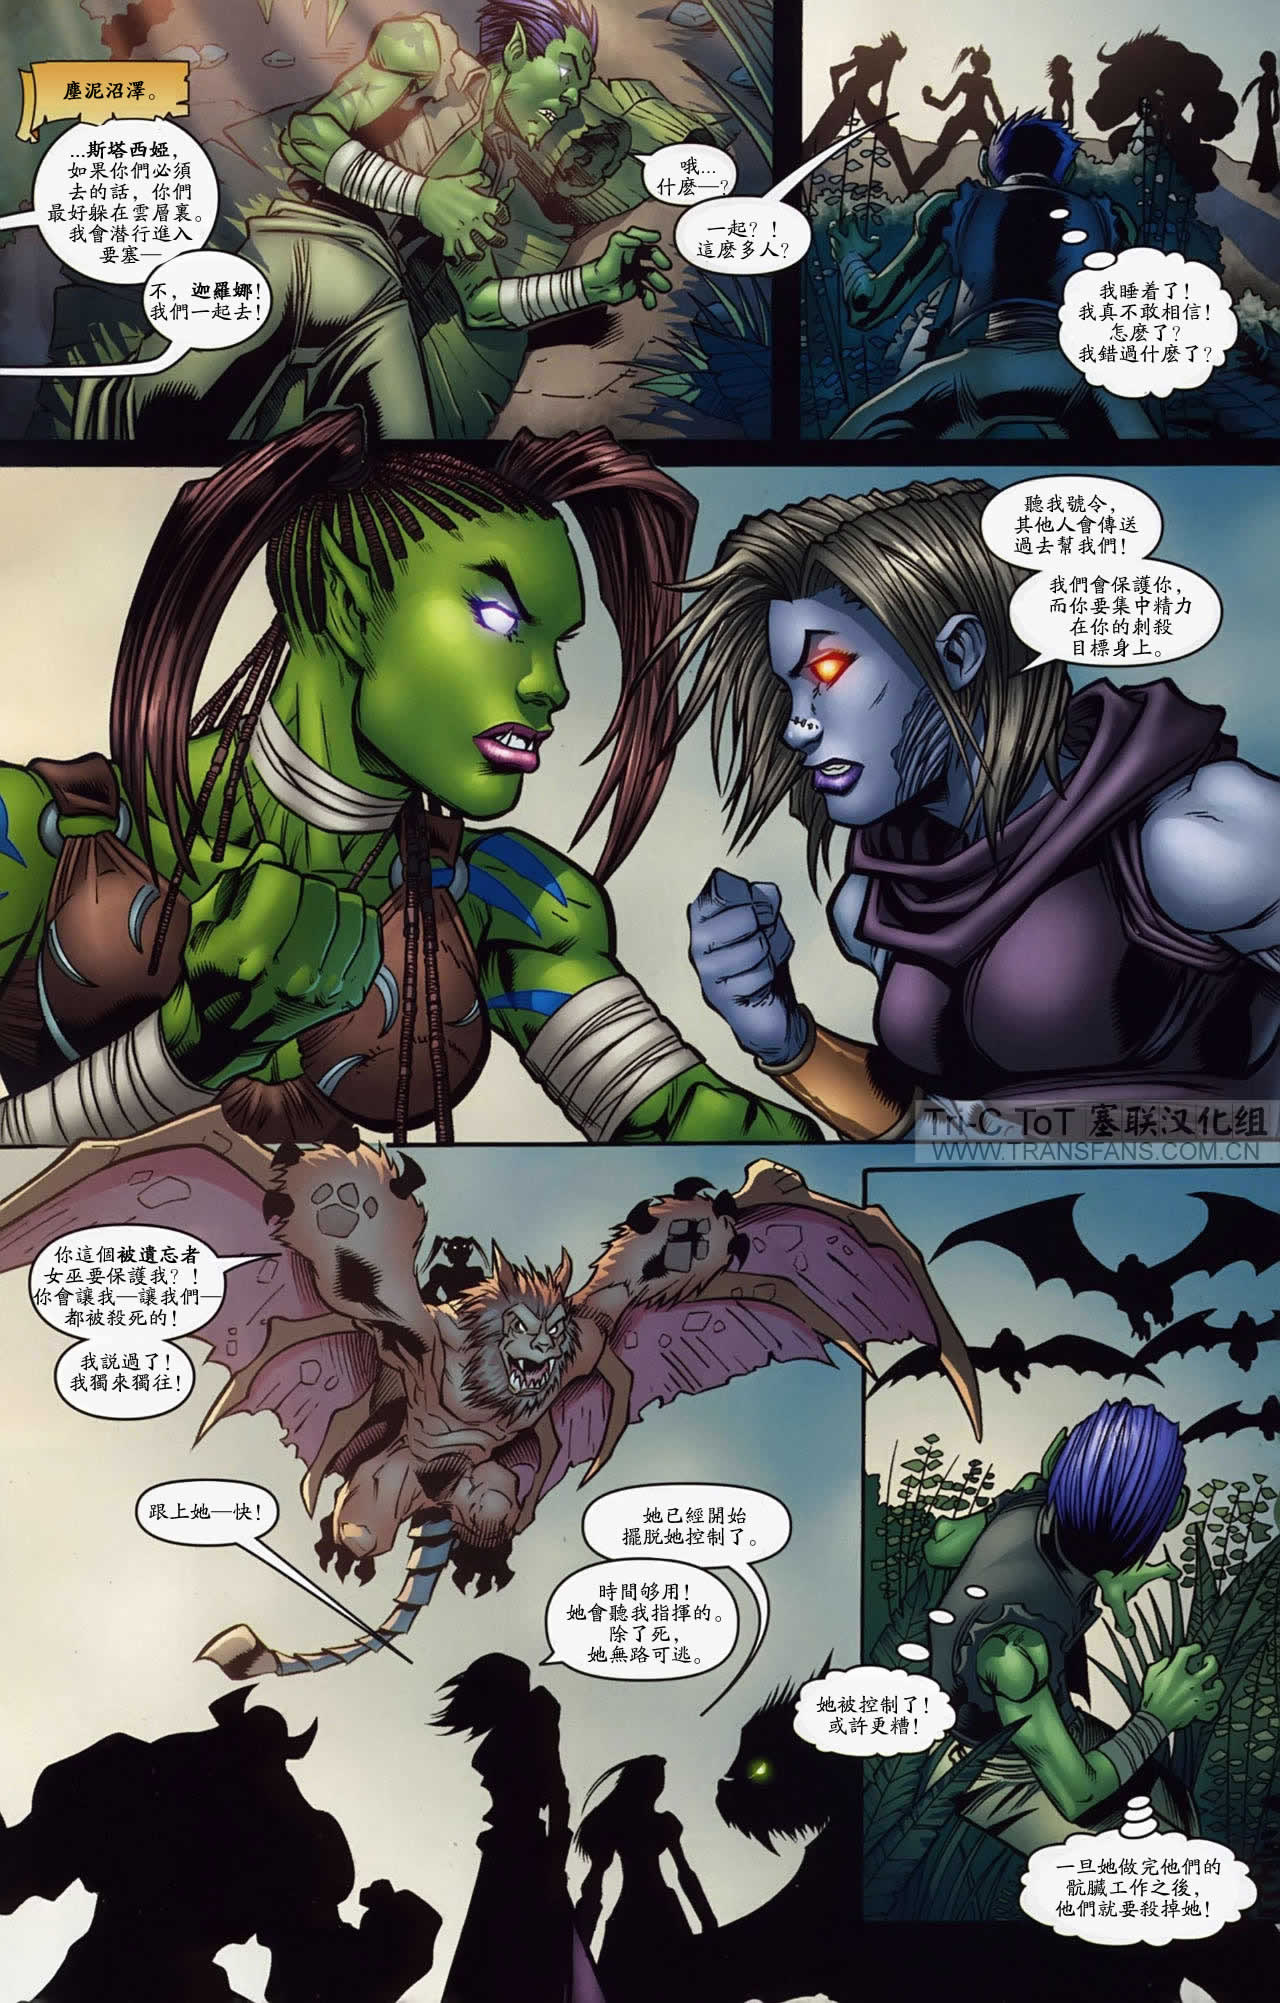 塵泥沼澤。
...斯塔西婭,
如果你們必須
去的話，你們
最好躲在雲層裏。
我會潛行進入
要塞—
不，迦羅娜!
我們一起去!
哦...
什麽—?
一起？！
這麽多人?
我睡着了!
我真不敢相信!
怎麽了?
我錯過什麽了?
聽我號令,
其他人會傳送
過去幫我們!
我們會保護你,
而你要集中精力
在你的刺殺
目標身上。
Tri-C ToT 塞联汉化组
WWW.TRANSFANS.COM.CN
你這個被遺忘者
女巫要保護我？！
你會讓我—讓我們—
都被殺死的!
我説過了!
我獨來獨往!
跟上她—快!
她已經開始
擺脱她控制了。
時間够用!
她會聽我指揮的。
除了死,
她無路可逃。
她被控制了!
或許更糟!
一旦她做完他們的
骯臟工作之後,
他們就要殺掉她!